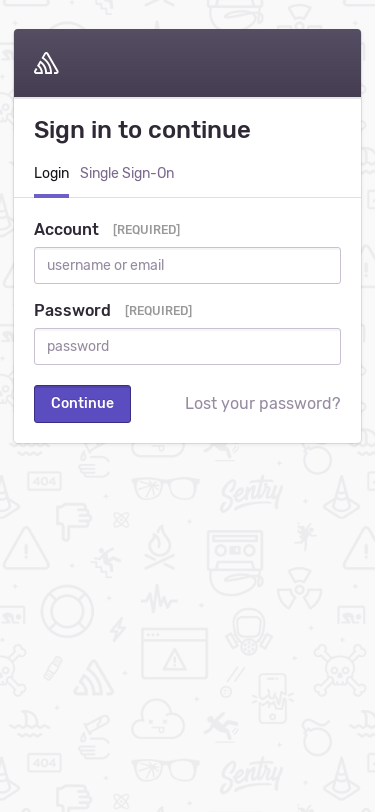 Sign in to continue
Login Single Sign-On
Account [REQUIRED]
username or email
Password [REQUIRED]
password
Continue Lost your password?
404
Sentry
404
Sentry